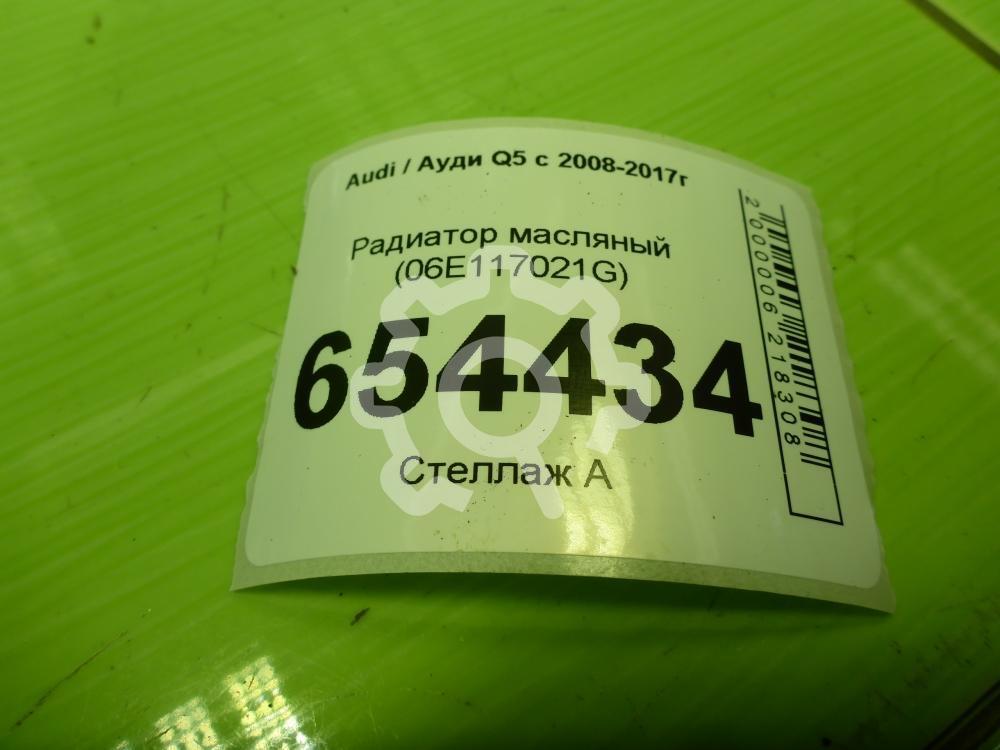 Audi / Ауди Q5 с 2008-2017г
Радиатор масляный
(06E117021G)
654434
Стеллаж А
2000006218308